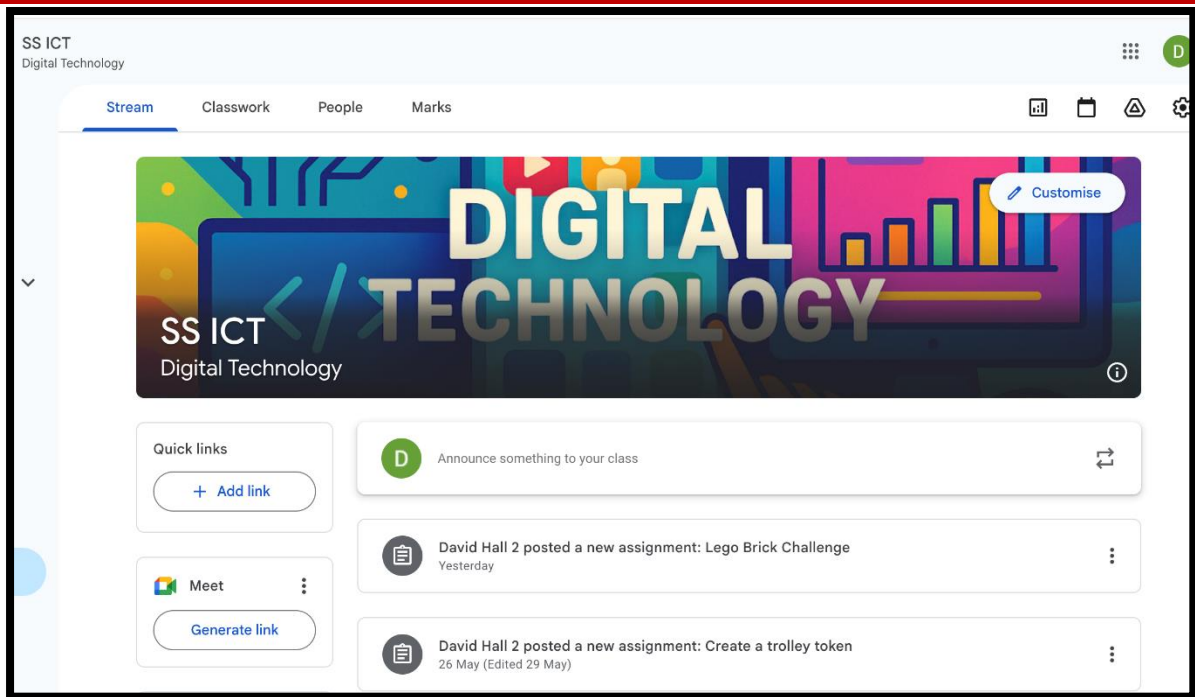 SS ICT
Digital Technology
D
Stream Classwork People Marks
DIGITAL
TECHNOLOGY
Customise
SS ICT
Digital Technology
Quick links
+ Add link
D Announce something to your class
David Hall 2 posted a new assignment: Lego Brick Challenge
Yesterday
Meet
Generate link
David Hall 2 posted a new assignment: Create a trolley token
26 May (Edited 29 May)